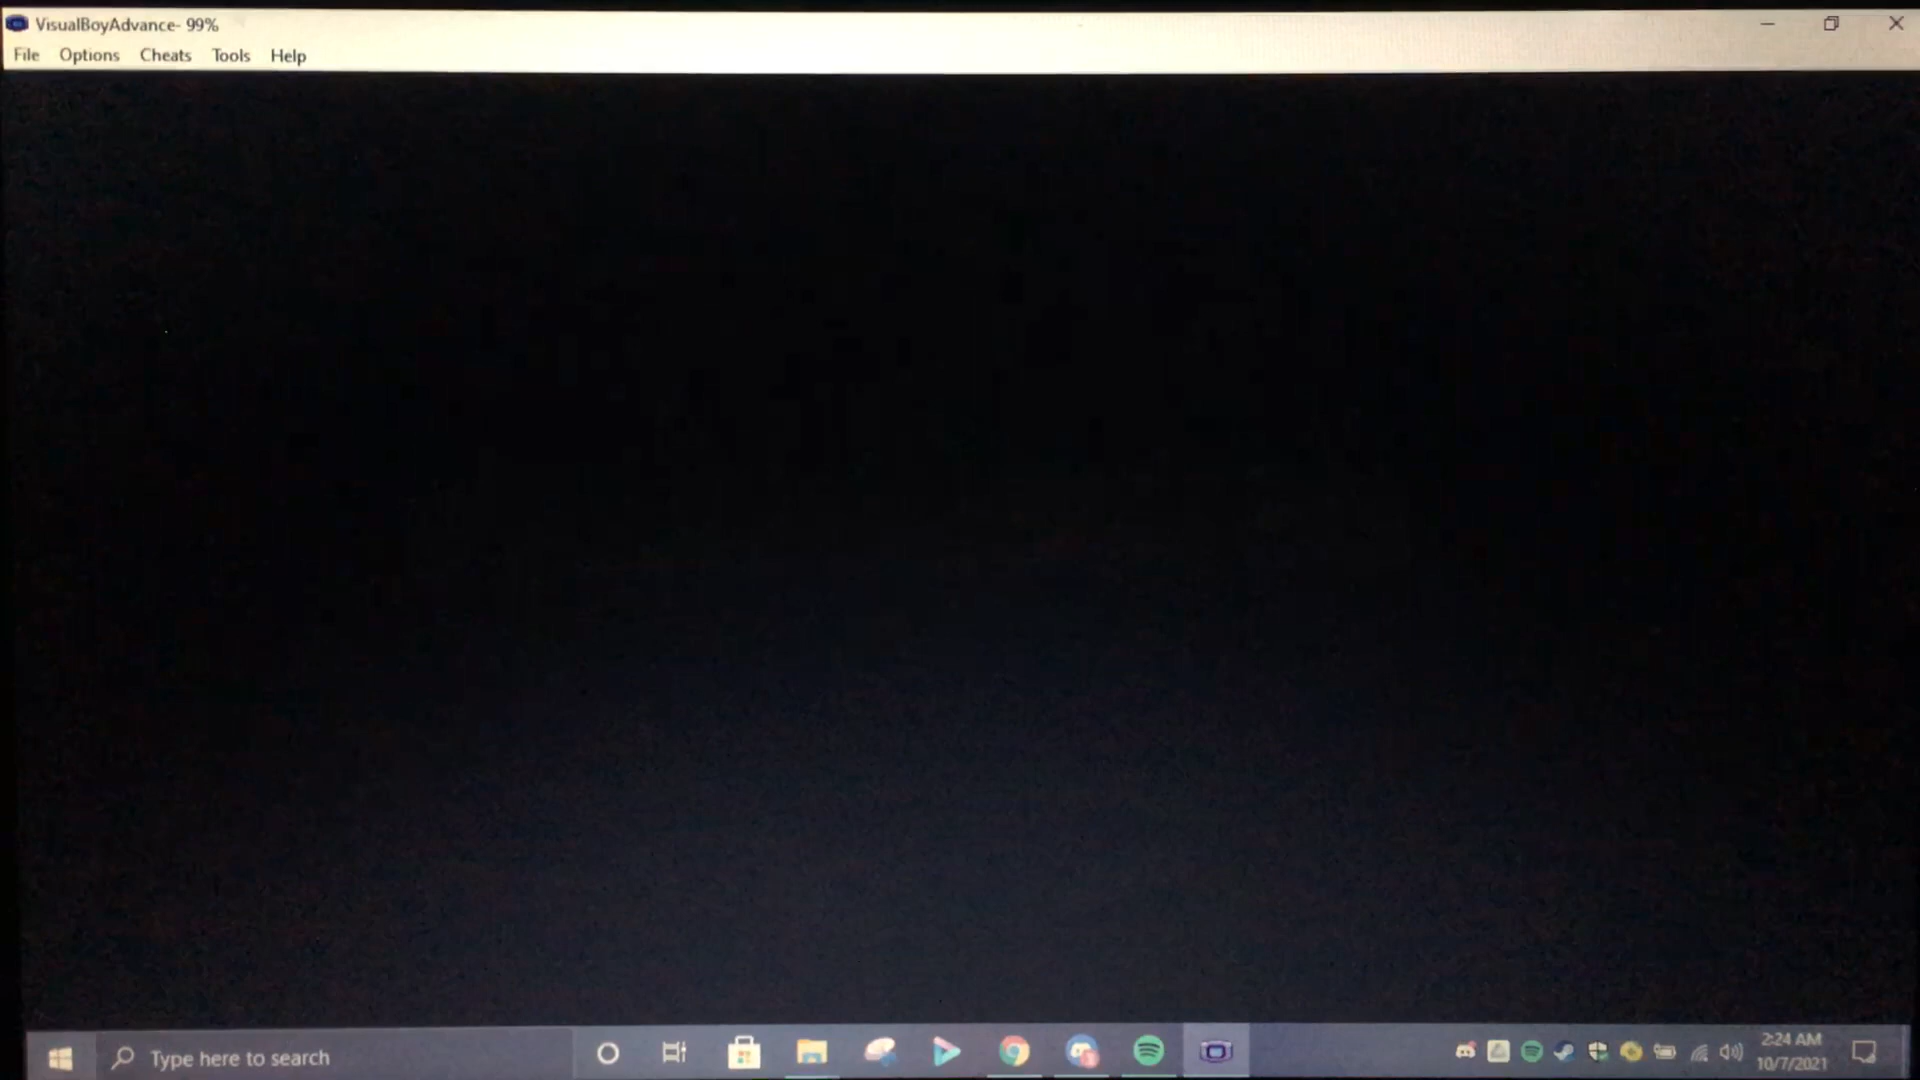 VisualBoyAdvance- 99%
File Options Cheats Tools Help
Type here to search
2:24 AM
10/7/2021